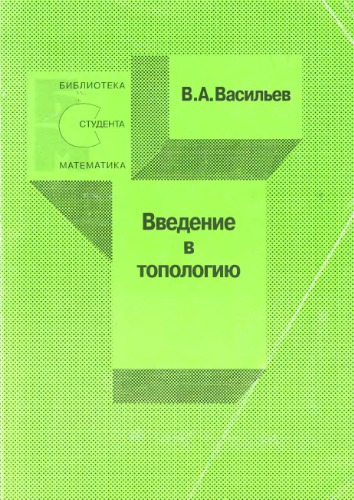 БИБЛИОТЕКА
СТУДЕНТА
МАТЕМАТИКА
В.А.Васильев
Введение
в
топологию